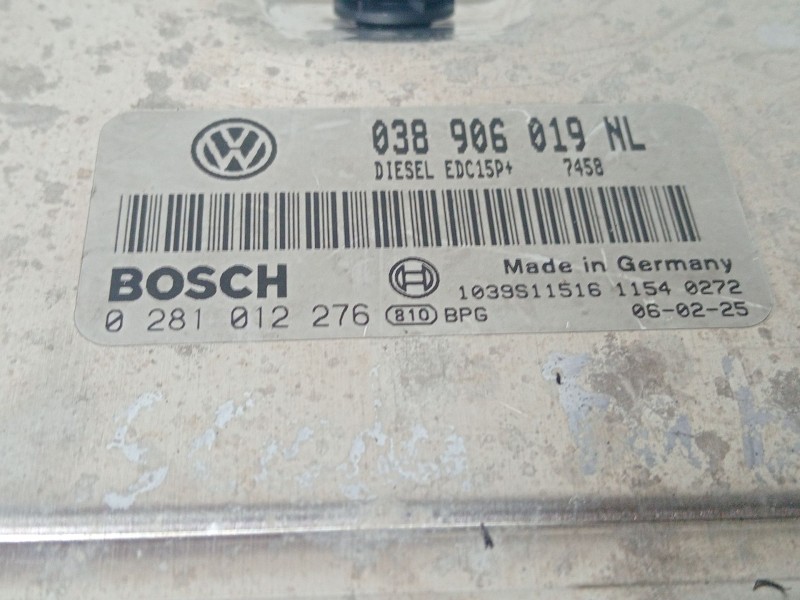 038 906 019 NL
DIESEL EDC15P+ 7458
BOSCH
Made in Germany
1039S11516 1154 0272
0 281 012 276 810 BPG
06-02-25